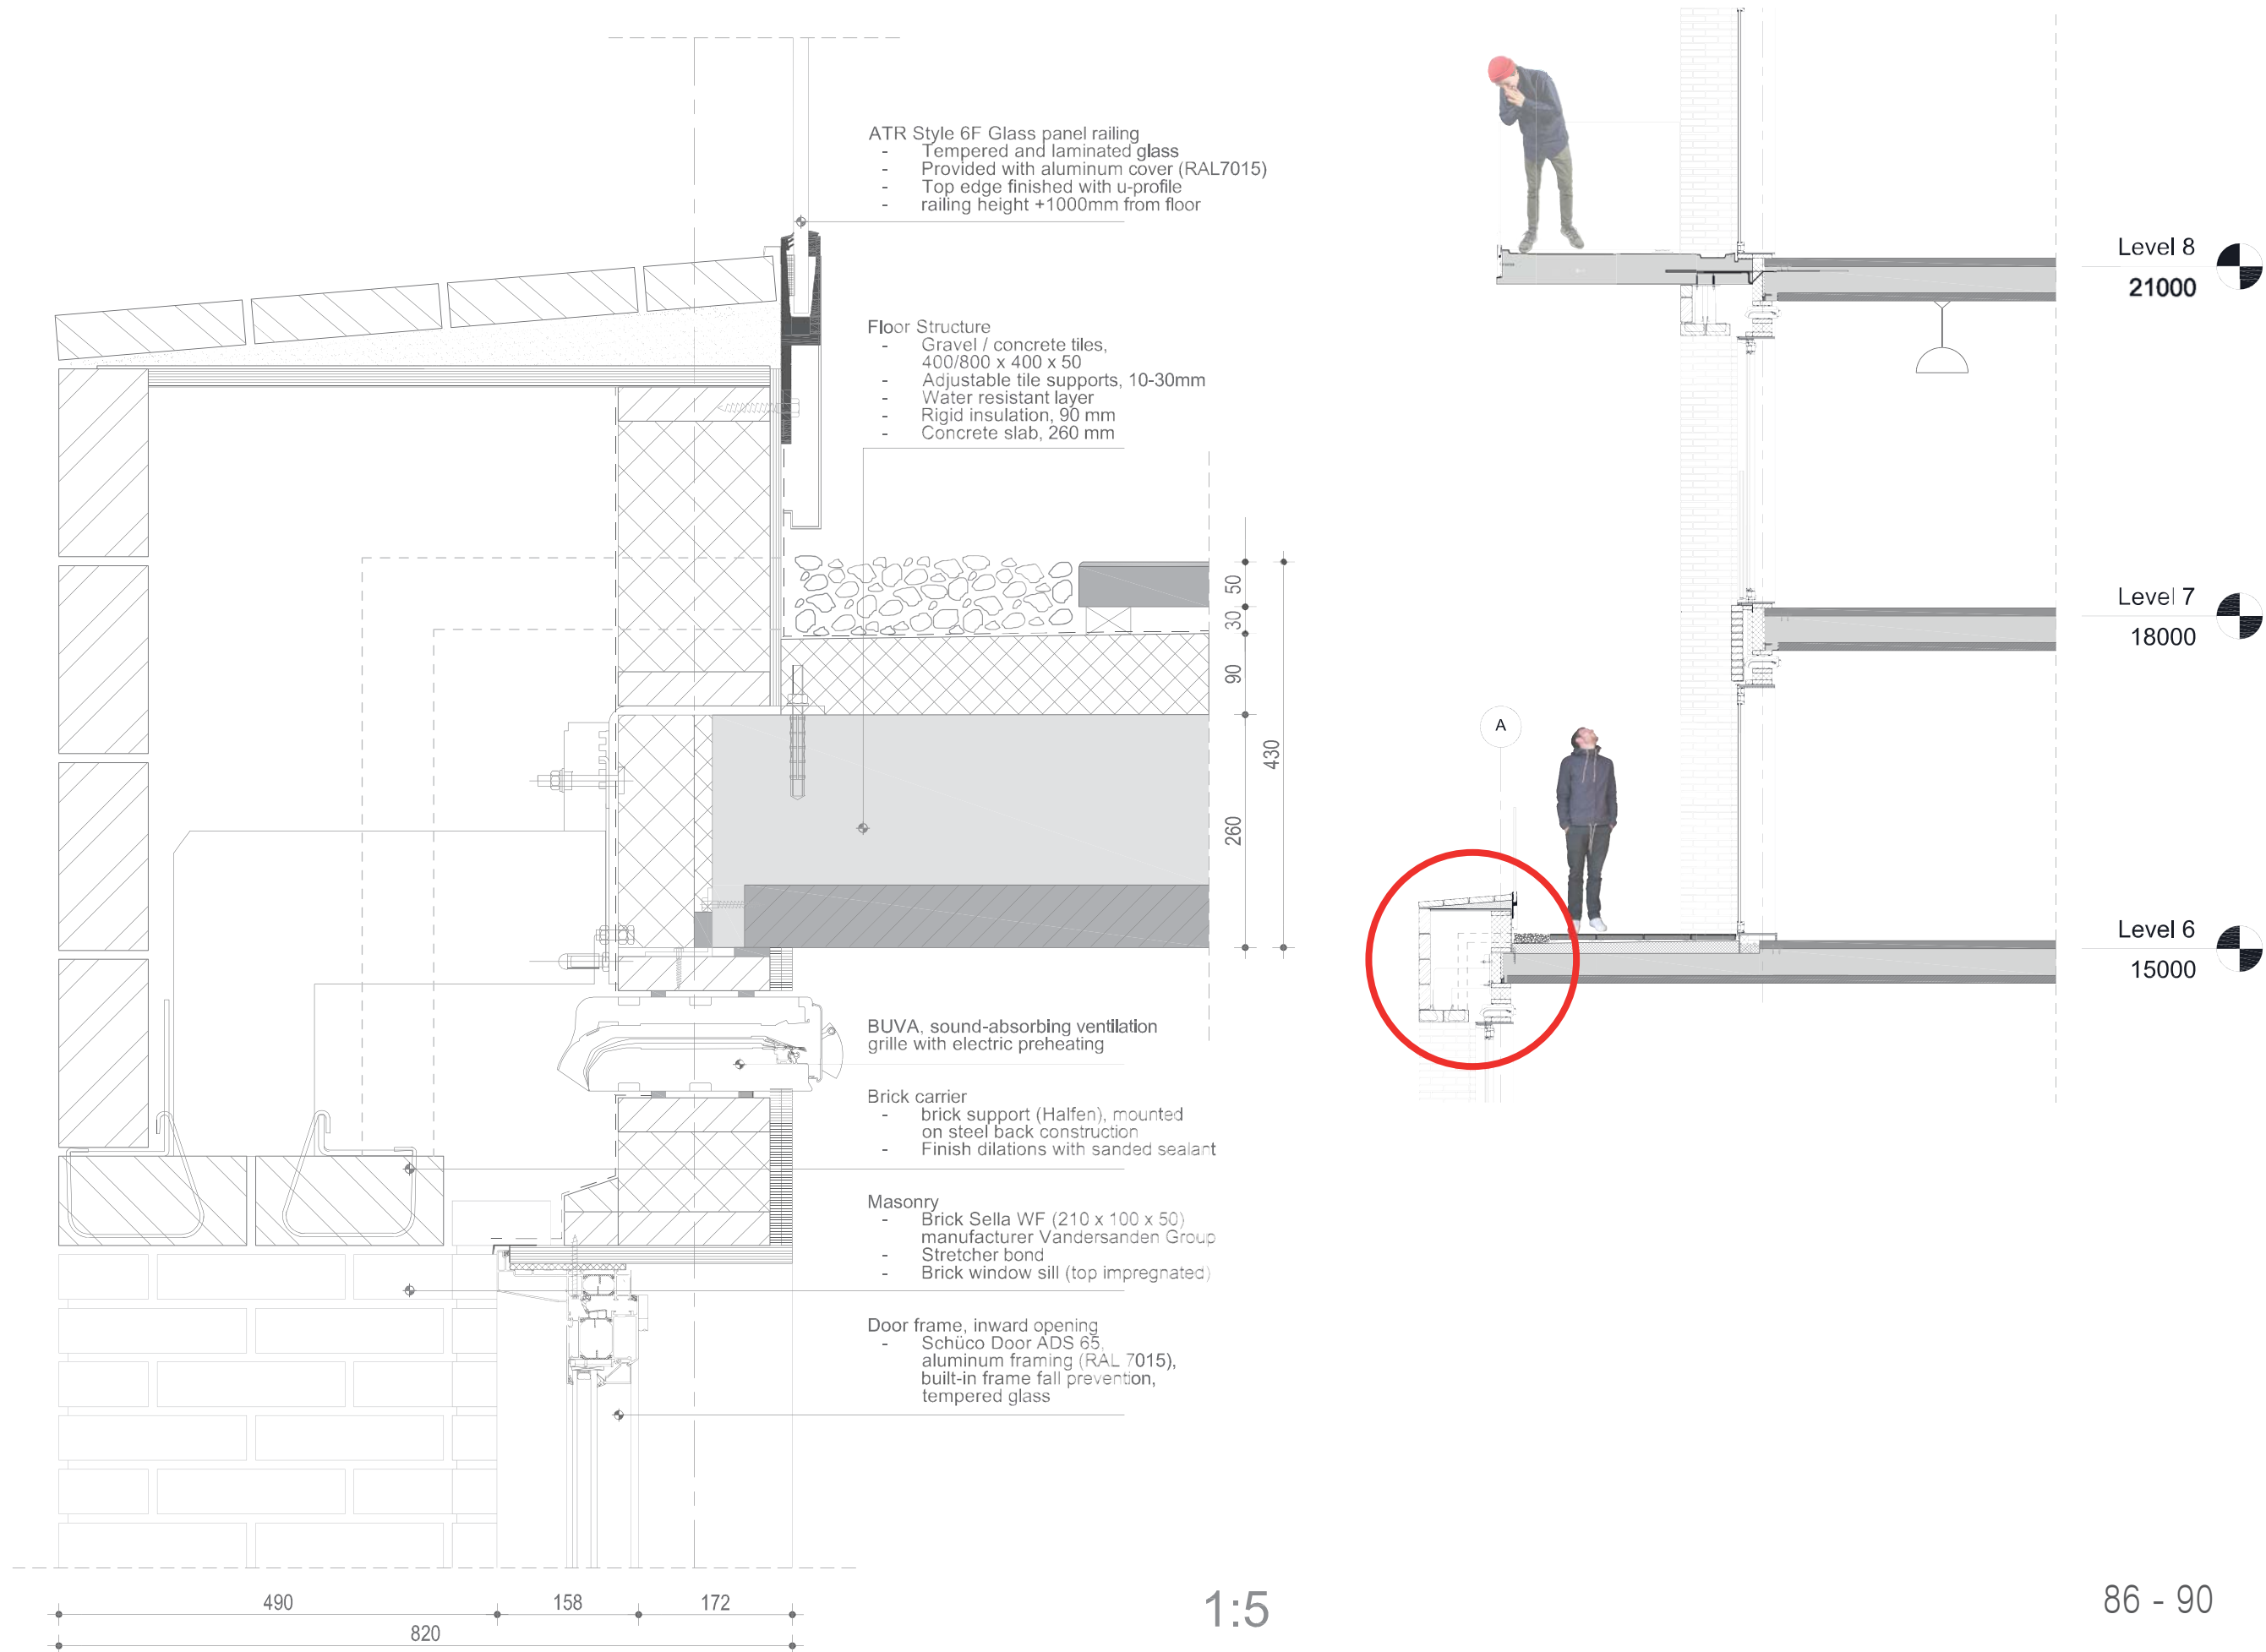 ATR Style 6F Glass panel railing
- Tempered and laminated glass
- Provided with aluminum cover (RAL7015)
- Top edge finished with u-profile
- railing height +1000mm from floor
Floor Structure
- Gravel / concrete tiles,
400/800 x 400 x 50
- Adjustable tile supports, 10-30mm
- Water resistant layer
- Rigid insulation, 90 mm
- Concrete slab, 260 mm
50
30
90
260
430
BUVA, sound-absorbing ventilation
grille with electric preheating
Brick carrier
- brick support (Halfen), mounted
on steel back construction
- Finish dilations with sanded sealant
Masonry
- Brick Sella WF (210 x 100 x 50)
manufacturer Vandersanden Group
- Stretcher bond
- Brick window sill (top impregnated)
Door frame, inward opening
- Schüco Door ADS 65,
aluminum framing (RAL 7015),
built-in frame fall prevention,
tempered glass
490
158
172
820
1:5
Level 8
21000
Level 7
18000
A
Level 6
15000
86 - 90